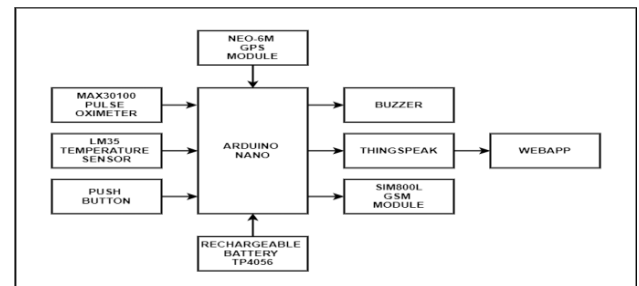 NEO-6M
GPS
MODULE
MAX30100
PULSE
OXIMETER
BUZZER
LM35
TEMPERATURE
SENSOR
ARDUINO
NANO
THINGSPEAK
WEBAPP
PUSH
BUTTON
SIM800L
GSM
MODULE
RECHARGEABLE
BATTERY
TP4056